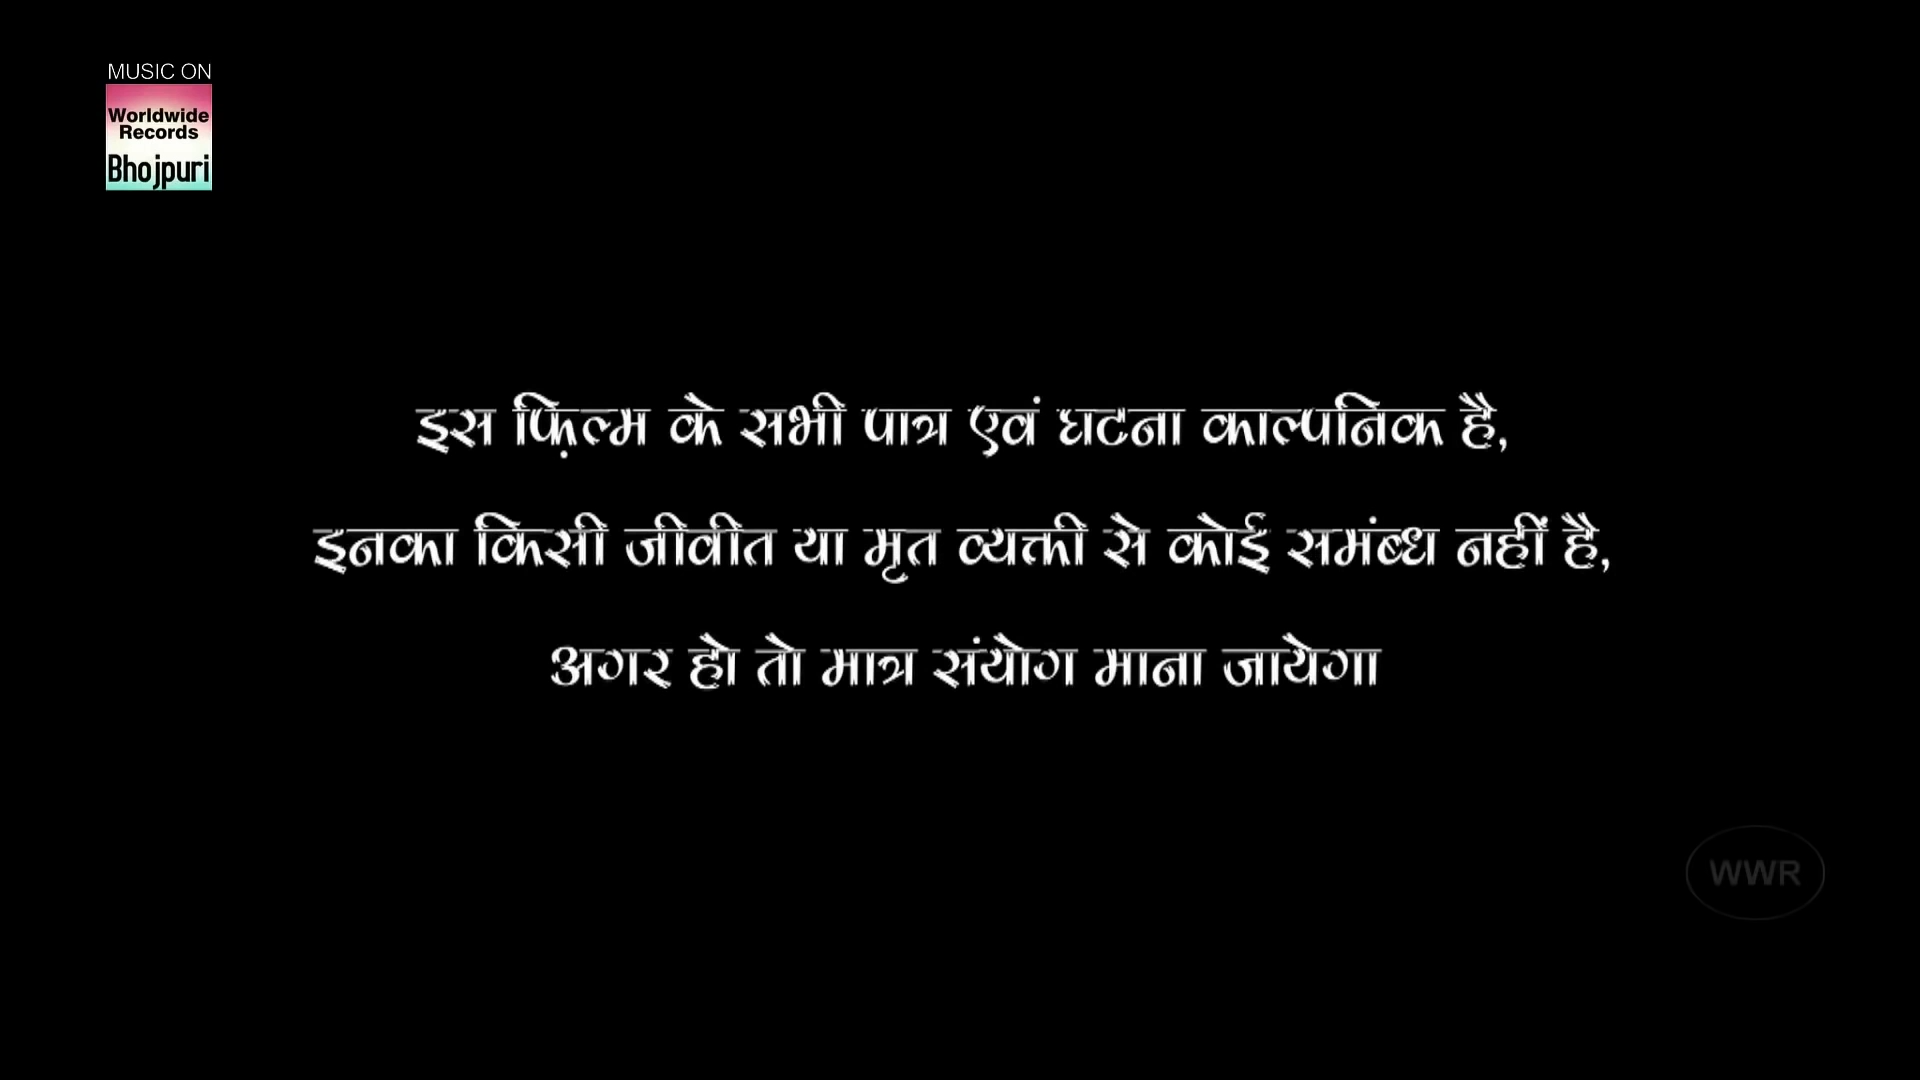 MUSIC ON
Worldwide
Records
Bhojpuri
इस फ़िल्म के सभी पात्र एवं घटना काल्पनिक है,
इनका किसी जीवीत या मृत व्यक्ती से कोई समंब्ध नहीं है,
अगर हो तो मात्र संयोग माना जायेगा
WWR